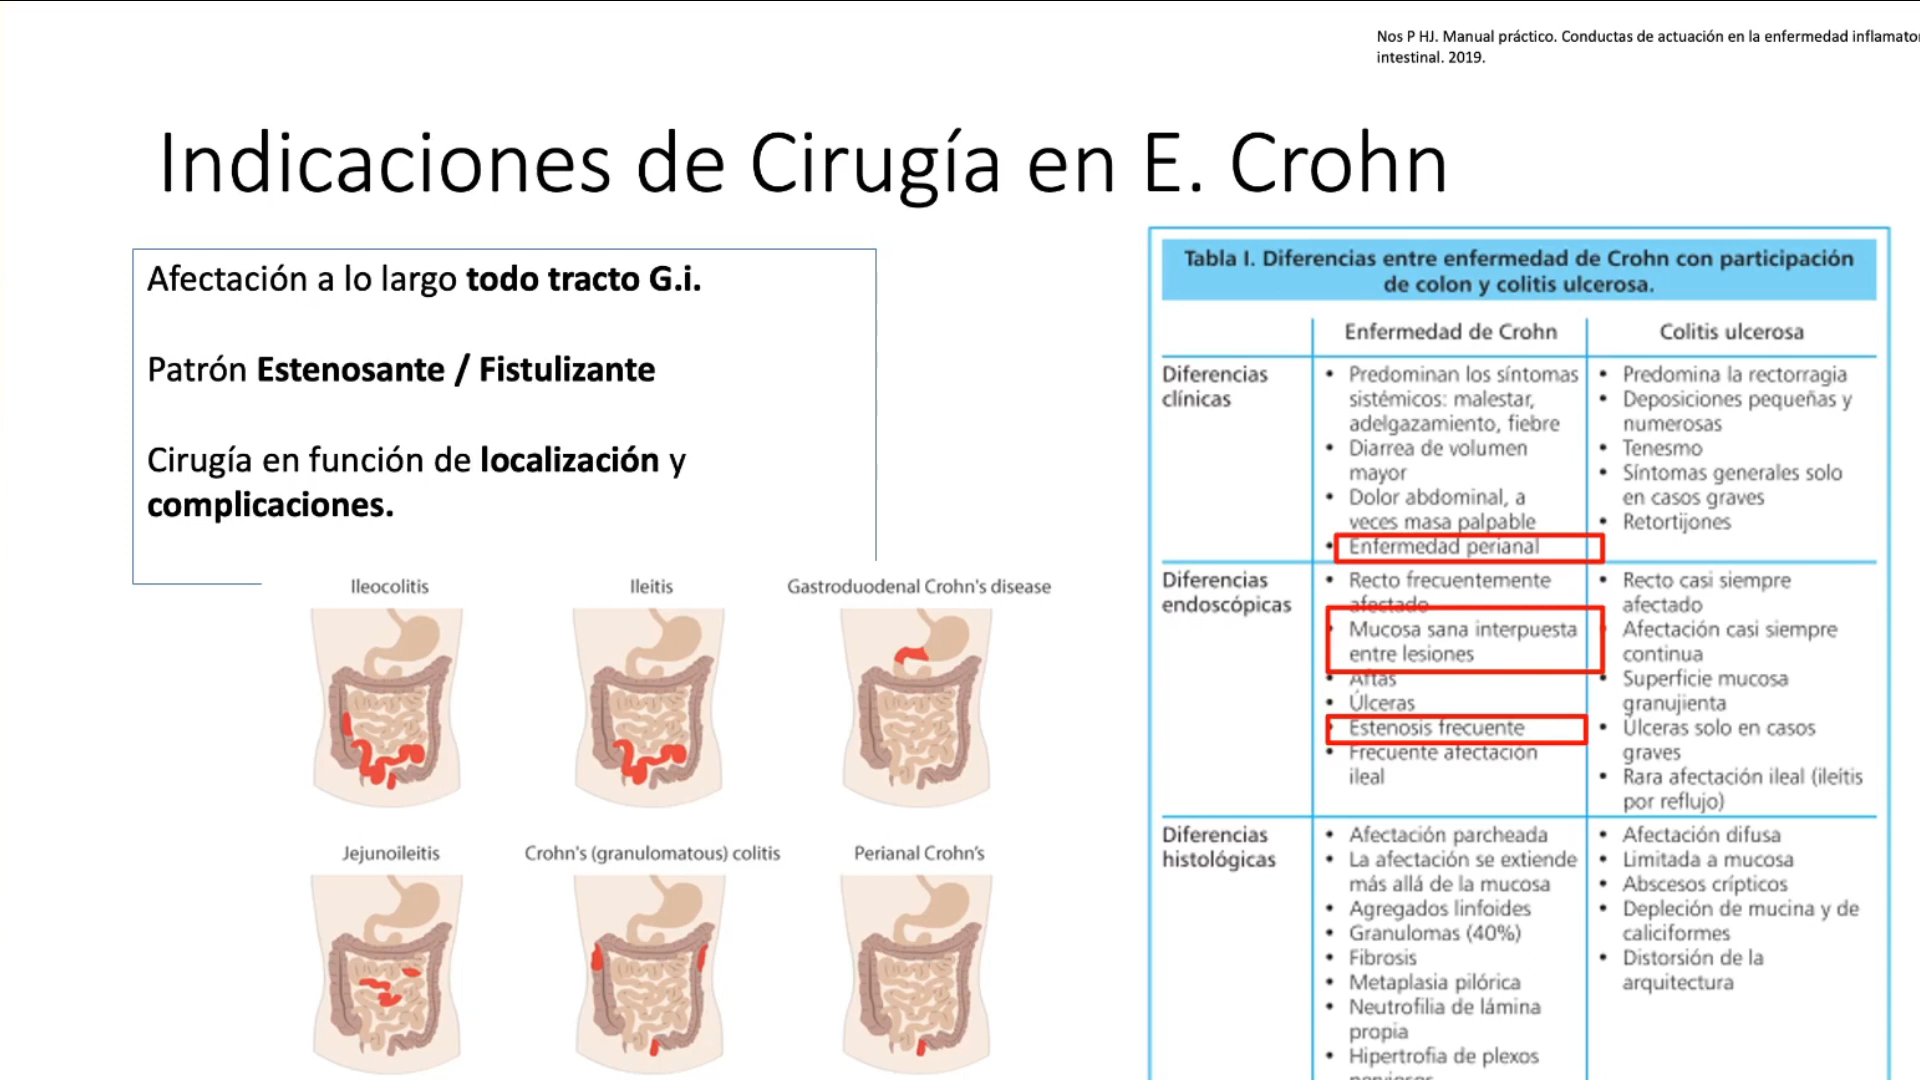 Nos P HJ. Manual práctico. Conductas de actuación en la enfermedad
intestinal. 2019.
Indicaciones de Cirugía en E. Crohn
Afectación a lo largo todo tracto G.i.
Patrón Estenosante / Fistulizante
Cirugía en función de localización y
complicaciones.
Ileocolitis
Ileitis
Gastroduodenal Crohn's disease
Jejunoileitis
Crohn's (granulomatous) colitis
Perianal Crohn's
Tabla I. Diferencias entre enfermedad de Crohn con participación
de colon y colitis ulcerosa.
Enfermedad de Crohn
Colitis ulcerosa
Diferencias
clínicas
• Predominan los síntomas
sistémicos: malestar,
adelgazamiento, fiebre
• Diarrea de volumen
mayor
• Dolor abdominal, a
veces masa palpable
• Enfermedad perianal
• Predomina la rectorragia
• Deposiciones pequeñas y
numerosas
• Tenesmo
• Síntomas generales solo
en casos graves
• Retortijones
Diferencias
endoscópicas
• Recto frecuentemente
afectado
• Mucosa sana interpuesta
entre lesiones
• Aftas
• Úlceras
• Estenosis frecuente
• Frecuente afectación
ileal
• Recto casi siempre
afectado
• Afectación casi siempre
continua
• Superficie mucosa
granujienta
• Úlceras solo en casos
graves
• Rara afectación ileal (ileítis
por reflujo)
Diferencias
histológicas
• Afectación parcheada
• La afectación se extiende
más allá de la mucosa
• Agregados linfoides
• Granulomas (40%)
• Fibrosis
• Metaplasia pilórica
• Neutrofilia de lámina
propia
• Hipertrofia de plexos
• Afectación difusa
• Limitada a mucosa
• Abscesos crípticos
• Depleción de mucina y de
caliciformes
• Distorsión de la
arquitectura